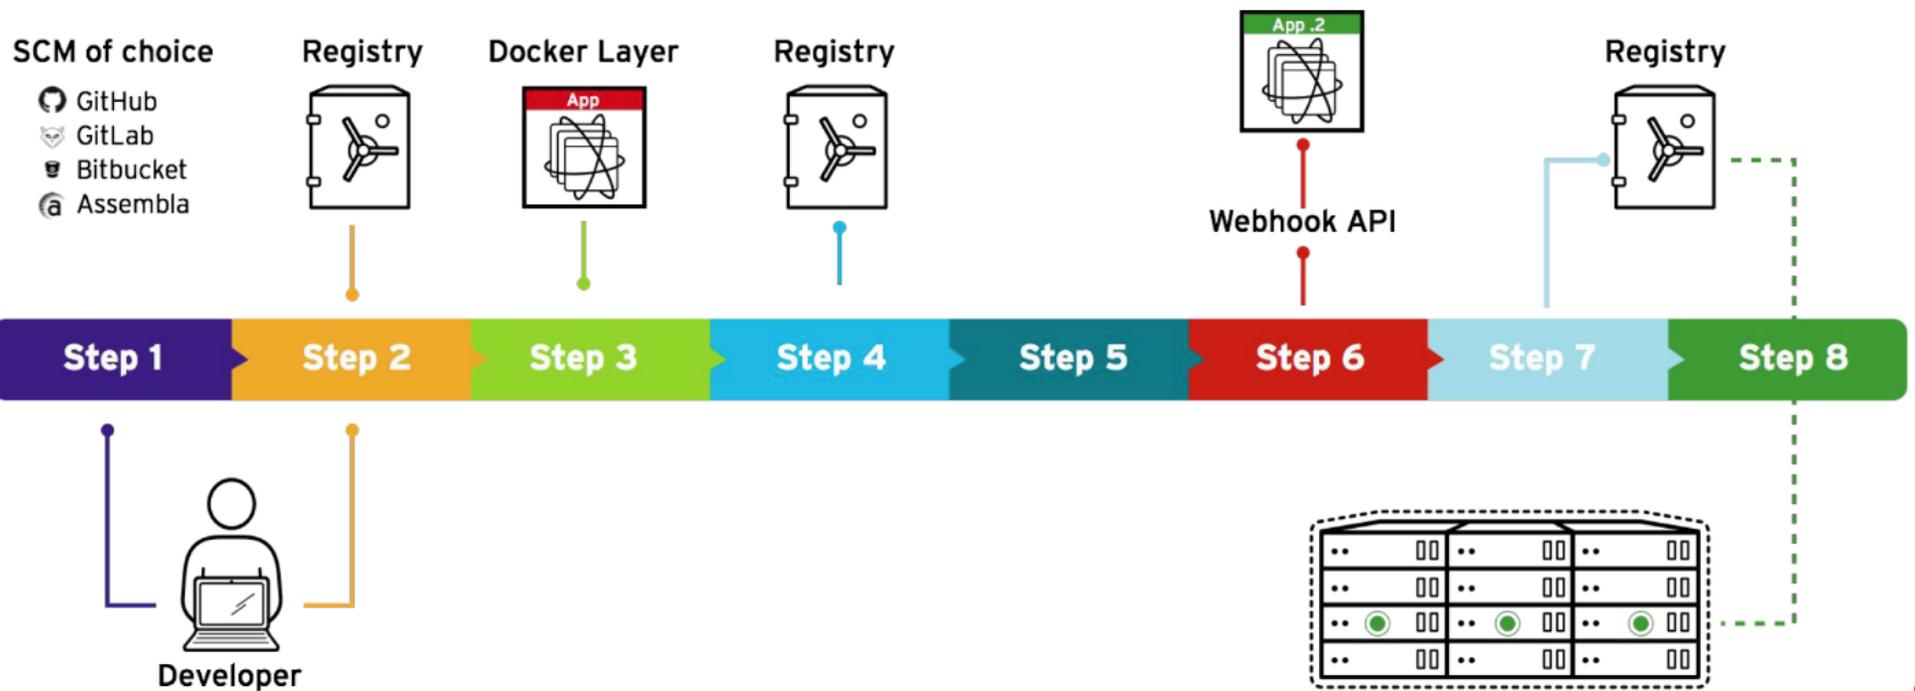 SCM of choice
GitHub
GitLab
Bitbucket
Assembla
Registry
Docker Layer
App
Registry
App .2
Webhook API
Registry
Step 1
Step 2
Step 3
Step 4
Step 5
Step 6
Step 7
Step 8
Developer